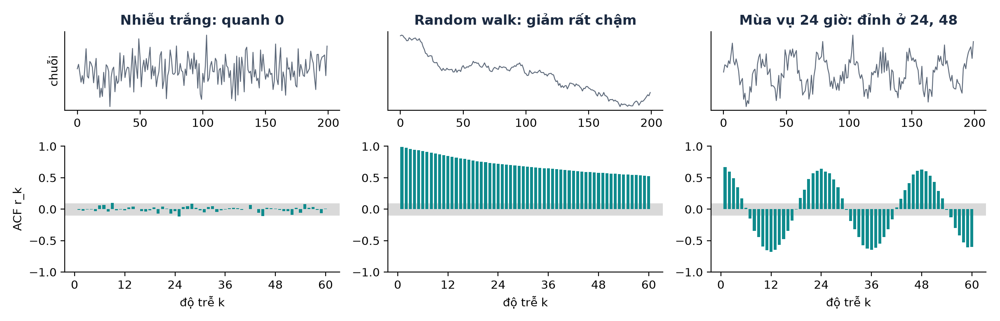 Nhiễu trắng: quanh 0
Random walk: giảm rất chậm
Mùa vụ 24 giờ: đỉnh ở 24, 48
chuỗi
0 50 100 150 200
0 50 100 150 200
0 50 100 150 200
ACF r_k
1.0
0.5
0.0
−0.5
−1.0
0 12 24 36 48 60
độ trễ k
1.0
0.5
0.0
−0.5
−1.0
0 12 24 36 48 60
độ trễ k
1.0
0.5
0.0
−0.5
−1.0
0 12 24 36 48 60
độ trễ k